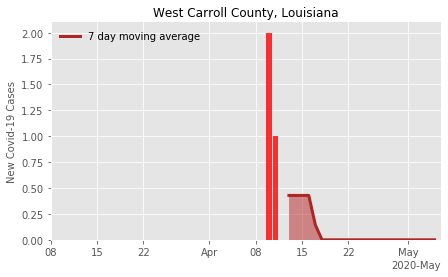 West Carroll County, Louisiana
7 day moving average
New Covid-19 Cases
2.00
1.75
1.50
1.25
1.00
0.75
0.50
0.25
0.00
08 15 22 Apr 08 15 22 May
2020-May